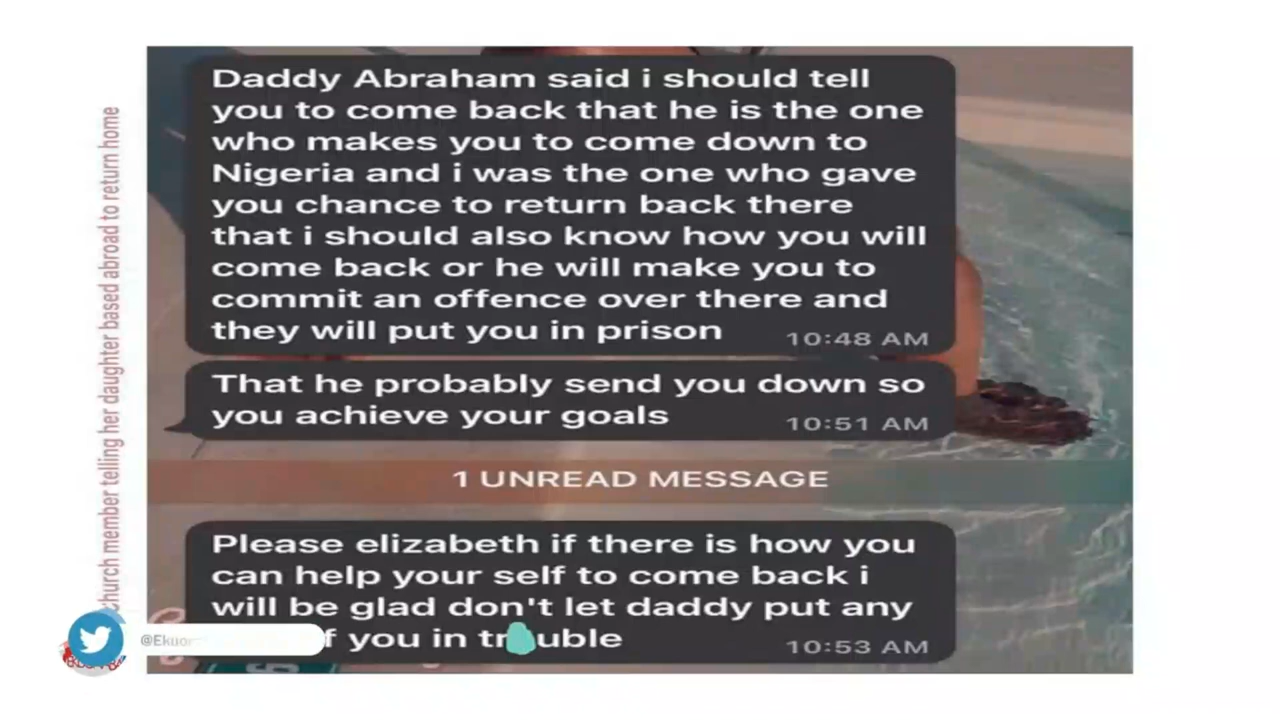 church member telling her daughter based abroad to return home
Daddy Abraham said i should tell
you to come back that he is the one
who makes you to come down to
Nigeria and i was the one who gave
you chance to return back there
that i should also know how you will
come back or he will make you to
commit an offence over there and
they will put you in prison
10:48 AM
That he probably send you down so
you achieve your goals
10:51 AM
1 UNREAD MESSAGE
Please elizabeth if there is how you
can help your self to come back i
will be glad don't let daddy put any
f you in tr uble
10:53 AM